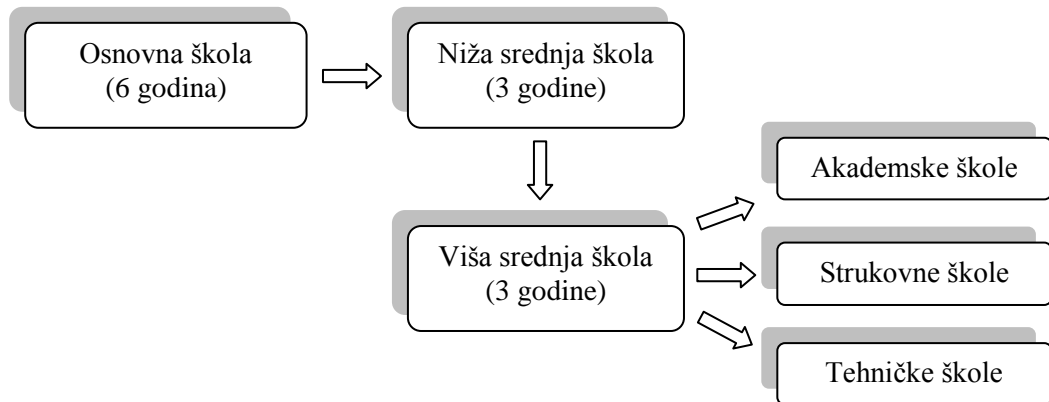 Osnovna škola
(6 godina)
Niža srednja škola
(3 godine)
Viša srednja škola
(3 godine)
Akademske škole
Strukovne škole
Tehničke škole